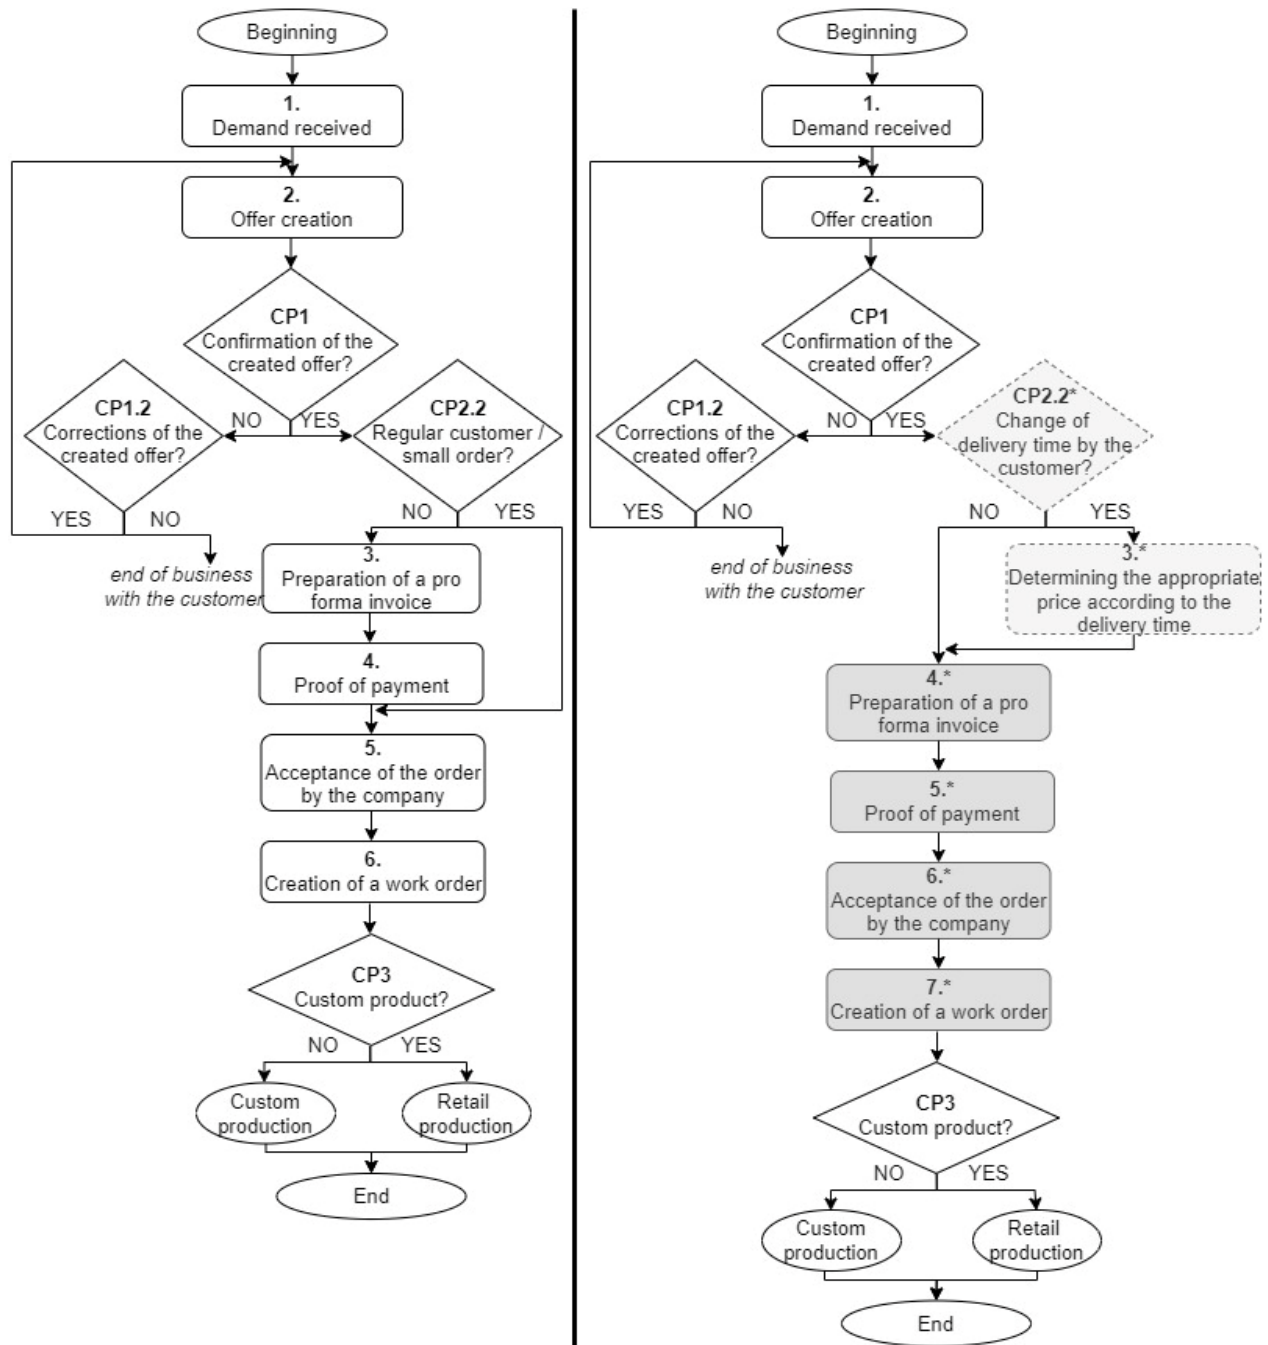 Beginning
1.
Demand received
2.
Offer creation
CP1
Confirmation of the
created offer?
NO
YES
CP1.2
Corrections of the
created offer?
YES
NO
end of business
with the customer
CP2.2
Regular customer /
small order?
NO
YES
3.
Preparation of a pro
forma invoice
4.
Proof of payment
5.
Acceptance of the order
by the company
6.
Creation of a work order
CP3
Custom product?
NO
YES
Custom
production
Retail
production
End
Beginning
1.
Demand received
2.
Offer creation
CP1
Confirmation of the
created offer?
NO
YES
CP1.2
Corrections of the
created offer?
YES
NO
end of business
with the customer
CP2.2*
Change of
delivery time by the
customer?
NO
YES
3.*
Determining the appropriate
price according to the
delivery time
4.*
Preparation of a pro
forma invoice
5.*
Proof of payment
6.*
Acceptance of the order
by the company
7.*
Creation of a work order
CP3
Custom product?
NO
YES
Custom
production
Retail
production
End